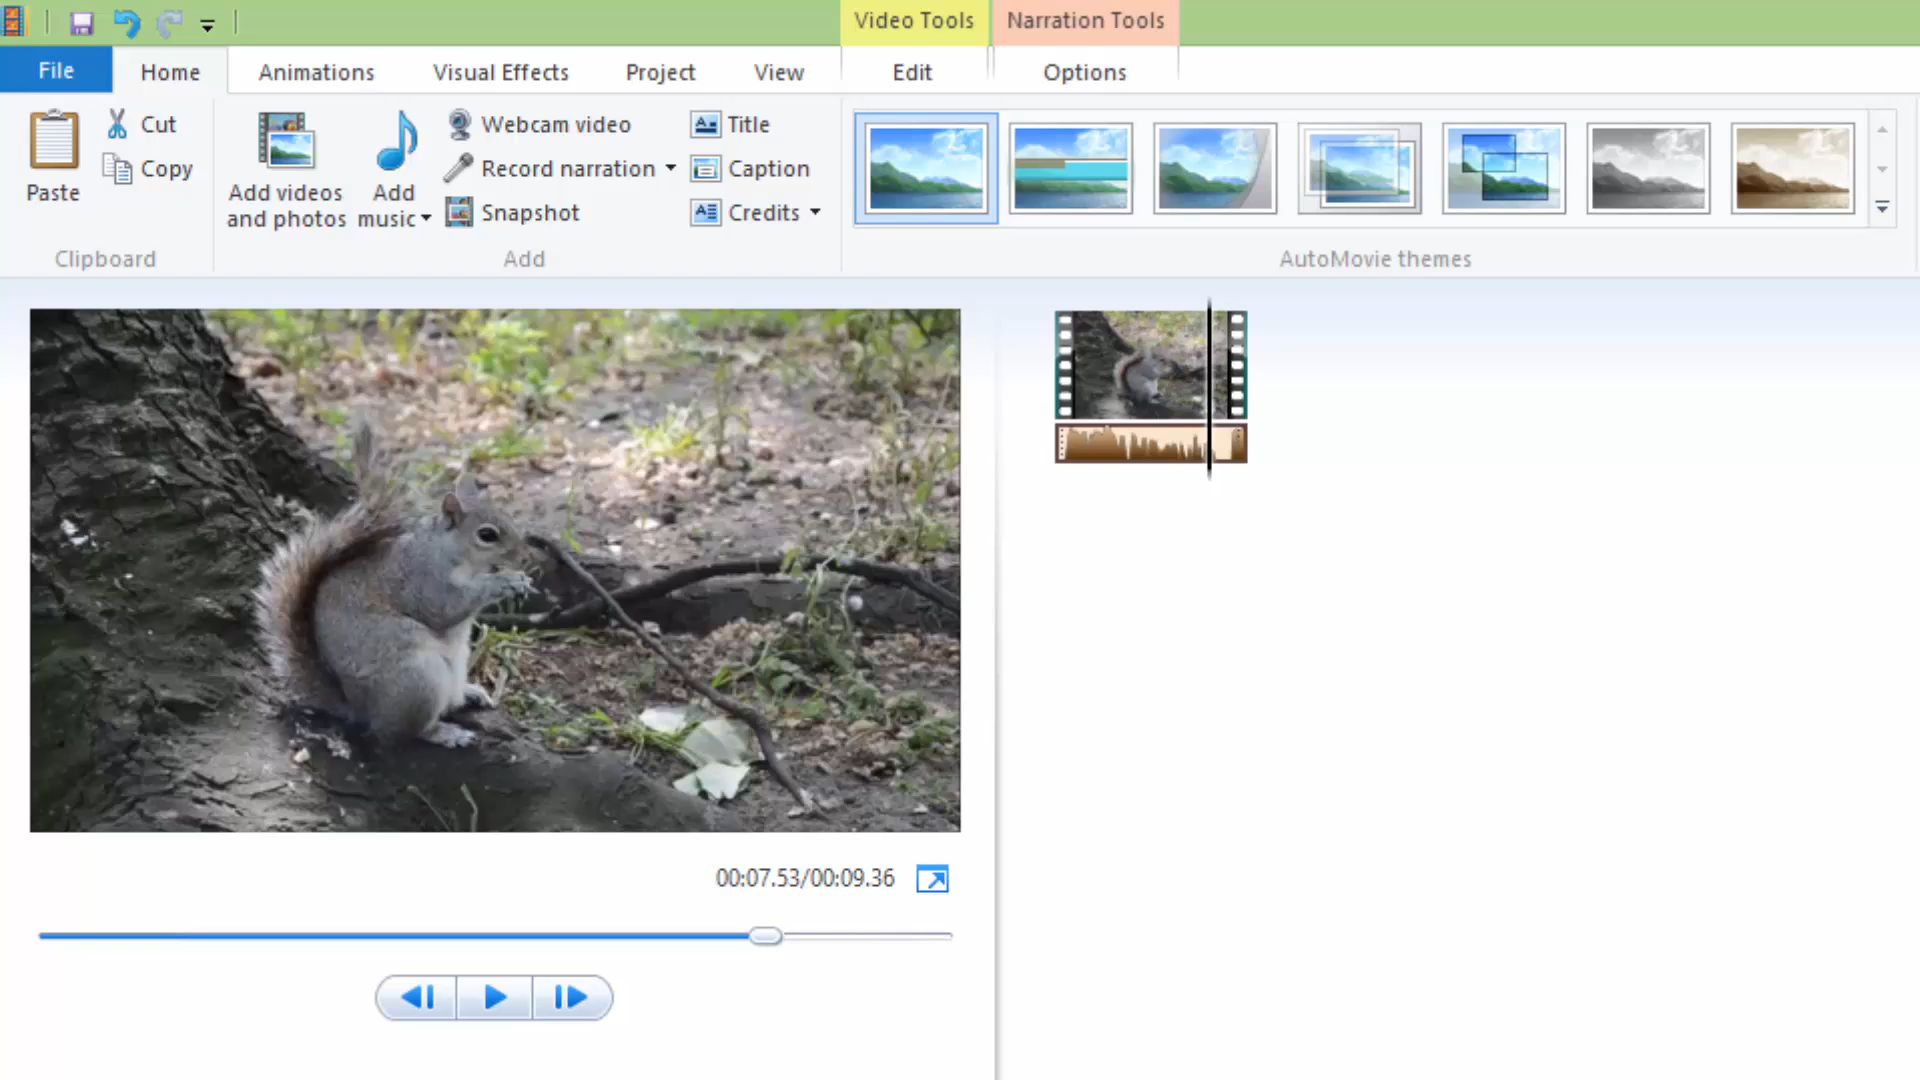 Video Tools Narration Tools
File Home Animations Visual Effects Project View Edit Options
Paste
Cut
Copy
Clipboard
Add videos
and photos
Add
music
Webcam video
Record narration
Snapshot
Title
Caption
Credits
Add
AutoMovie themes
00:07.53/00:09.36